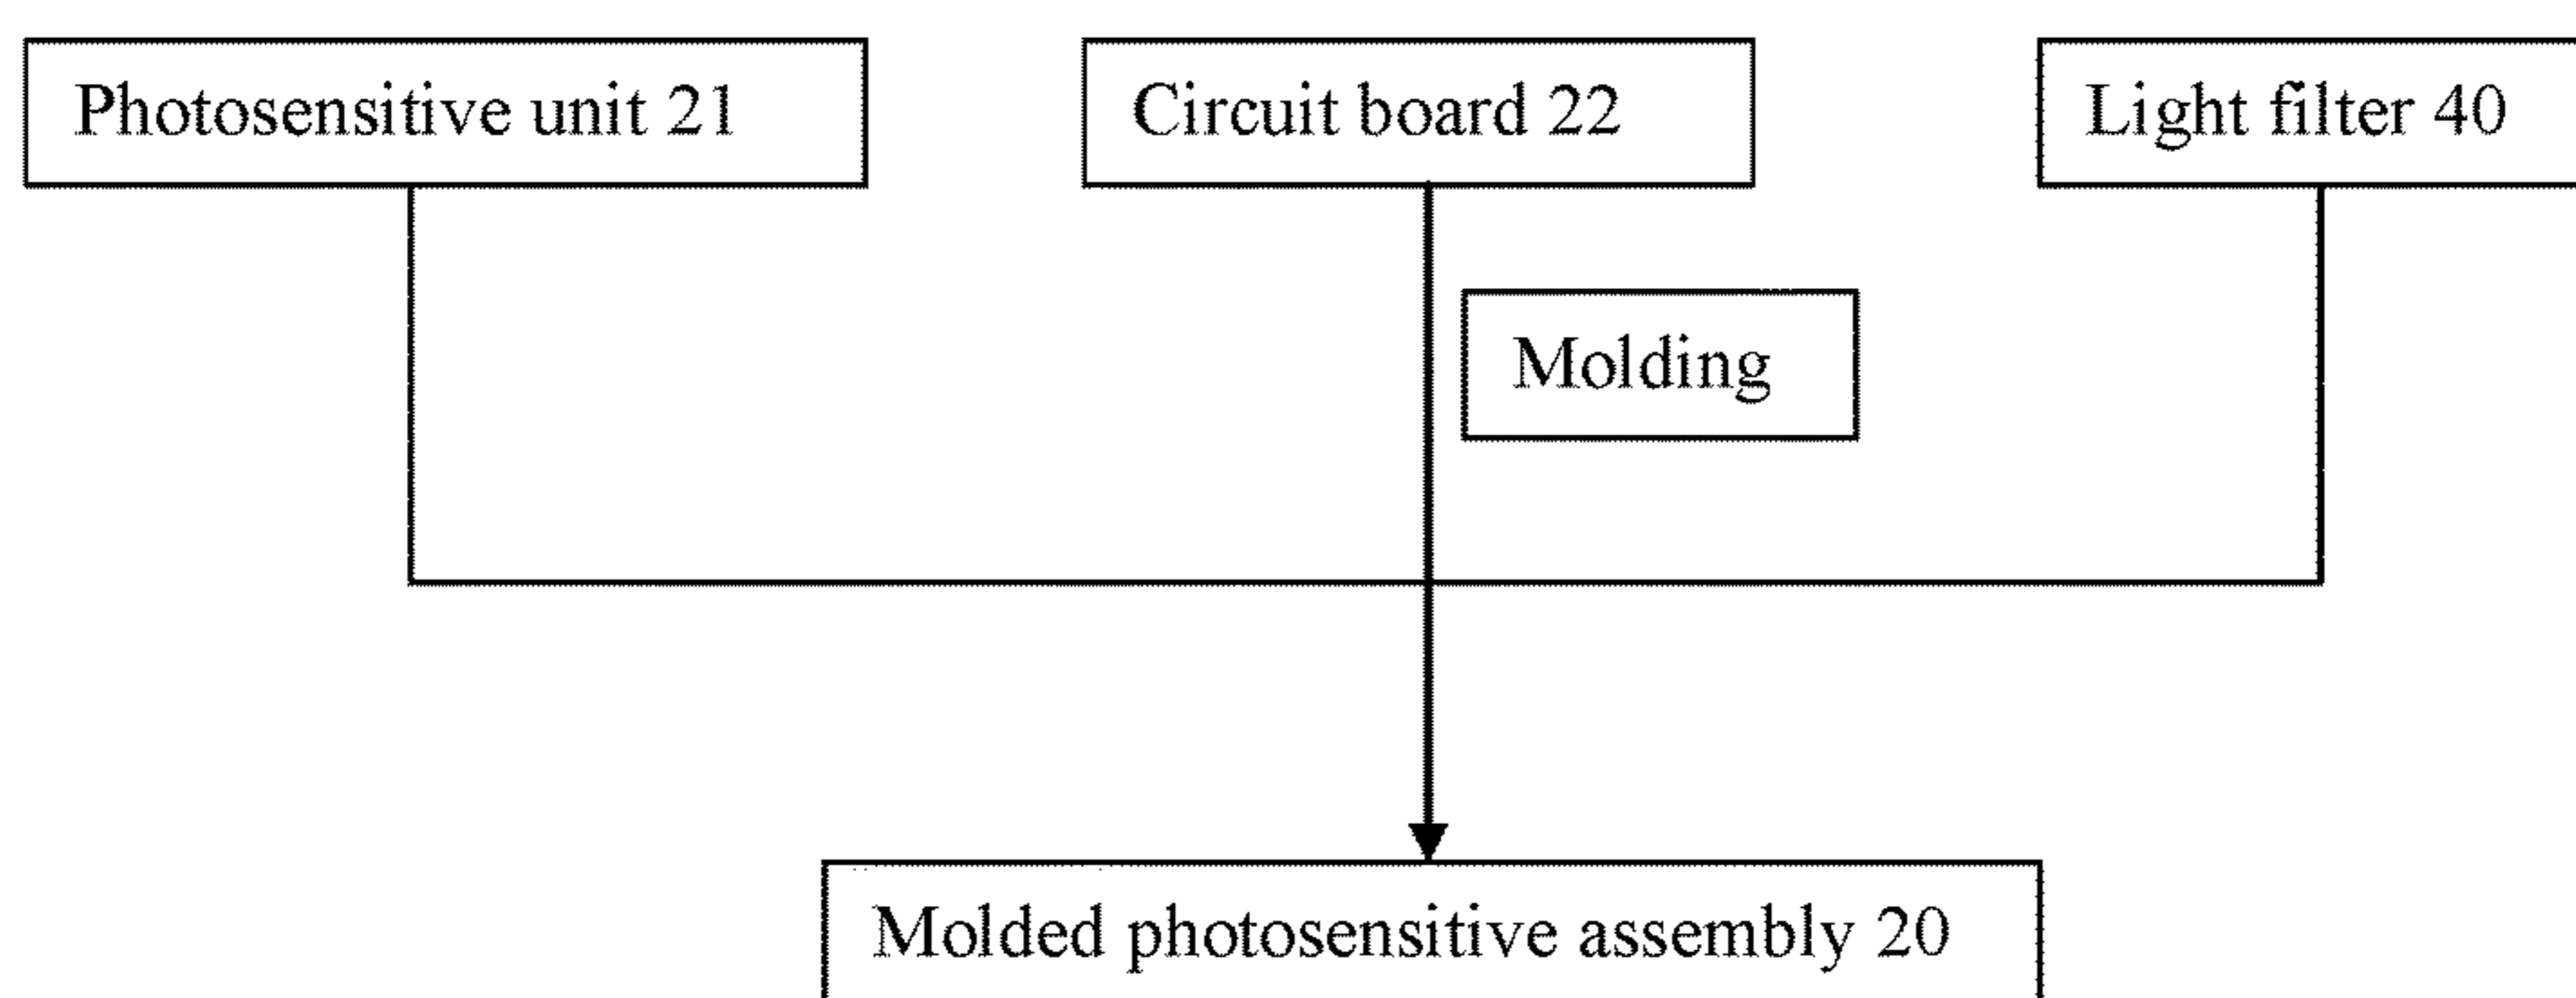 Photosensitive unit 21
Circuit board 22
Light filter 40
Molding
Molded photosensitive assembly 20